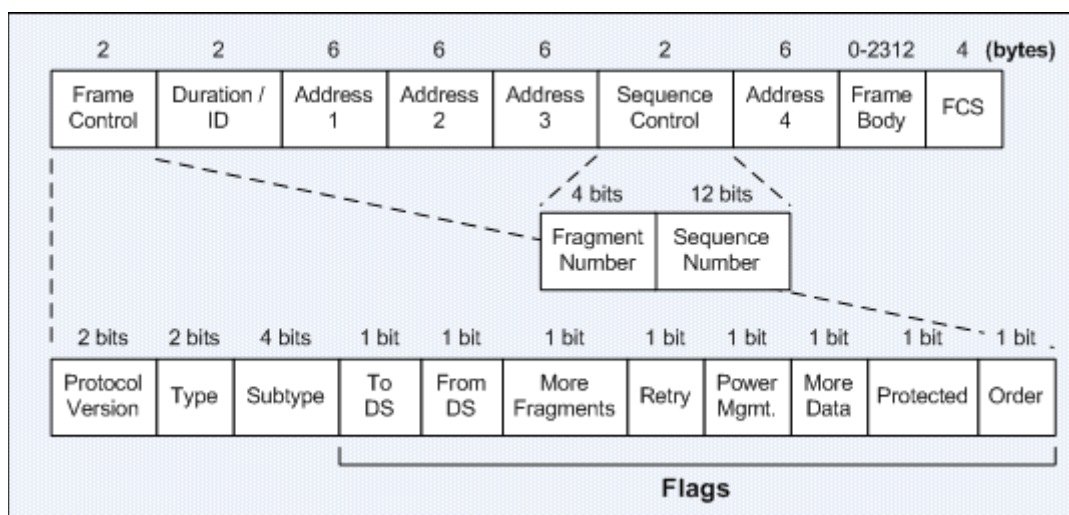 2 2 6 6 6 2 6 0-2312 4 (bytes)
Frame Control Duration / ID Address 1 Address 2 Address 3 Sequence Control Address 4 Frame Body FCS
4 bits 12 bits
Fragment Number Sequence Number
2 bits 2 bits 4 bits 1 bit 1 bit 1 bit 1 bit 1 bit 1 bit 1 bit 1 bit
Protocol Version Type Subtype To DS From DS More Fragments Retry Power Mgmt. More Data Protected Order
Flags